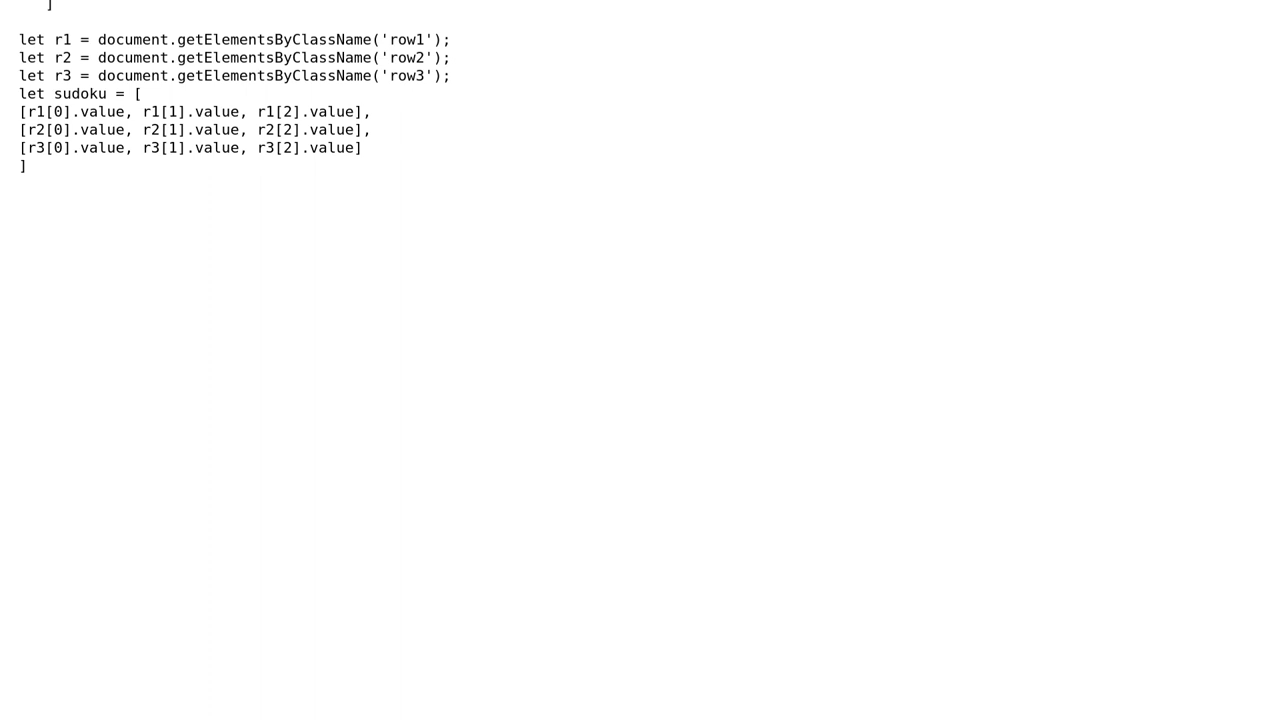 ]
let r1 = document.getElementsByClassName('row1');
let r2 = document.getElementsByClassName('row2');
let r3 = document.getElementsByClassName('row3');
let sudoku = [
[r1[0].value, r1[1].value, r1[2].value],
[r2[0].value, r2[1].value, r2[2].value],
[r3[0].value, r3[1].value, r3[2].value]
]